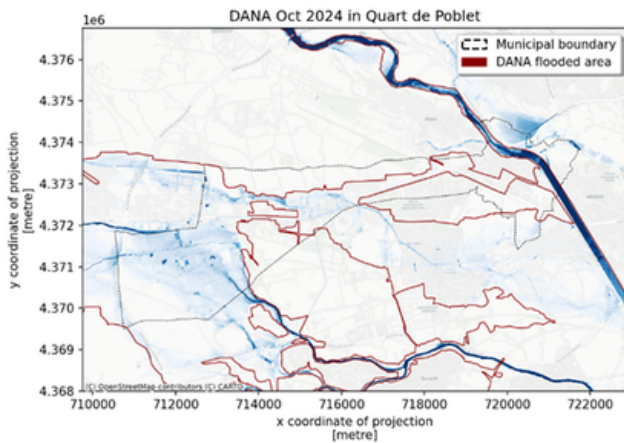 DANA Oct 2024 in Quart de Poblet
1e6
Municipal boundary
DANA flooded area
4.376
4.375
4.374
4.373
4.372
4.371
4.370
4.369
4.368
y coordinate of projection
[metre]
(C) OpenStreetMap contributors (C) CARTO
710000 712000 714000 716000 718000 720000 722000
x coordinate of projection
[metre]